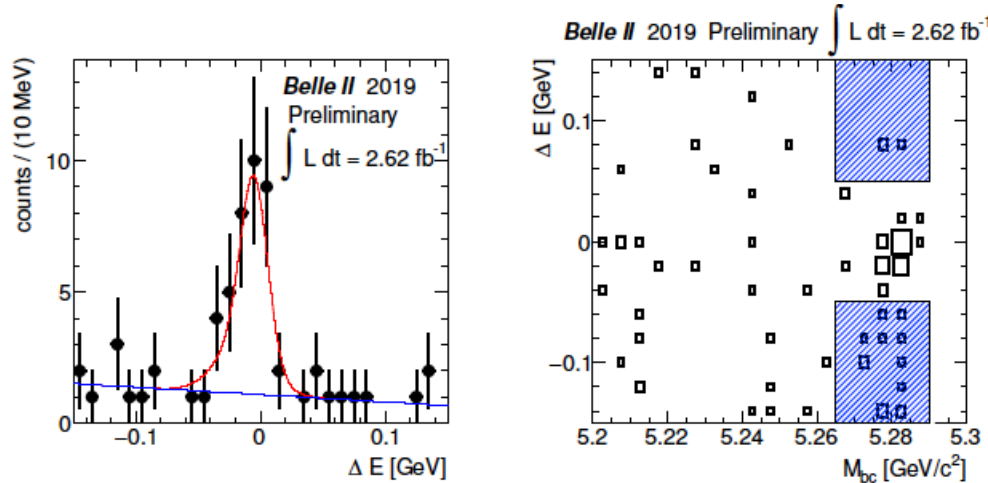 Belle II 2019
Preliminary
∫ L dt = 2.62 fb⁻¹
counts / (10 MeV)
10
5
0
−0.1
0
0.1
Δ E [GeV]
Belle II 2019 Preliminary ∫ L dt = 2.62 fb⁻¹
Δ E [GeV]
0.1
0
−0.1
5.2
5.22
5.24
5.26
5.28
5.3
M_bc [GeV/c²]